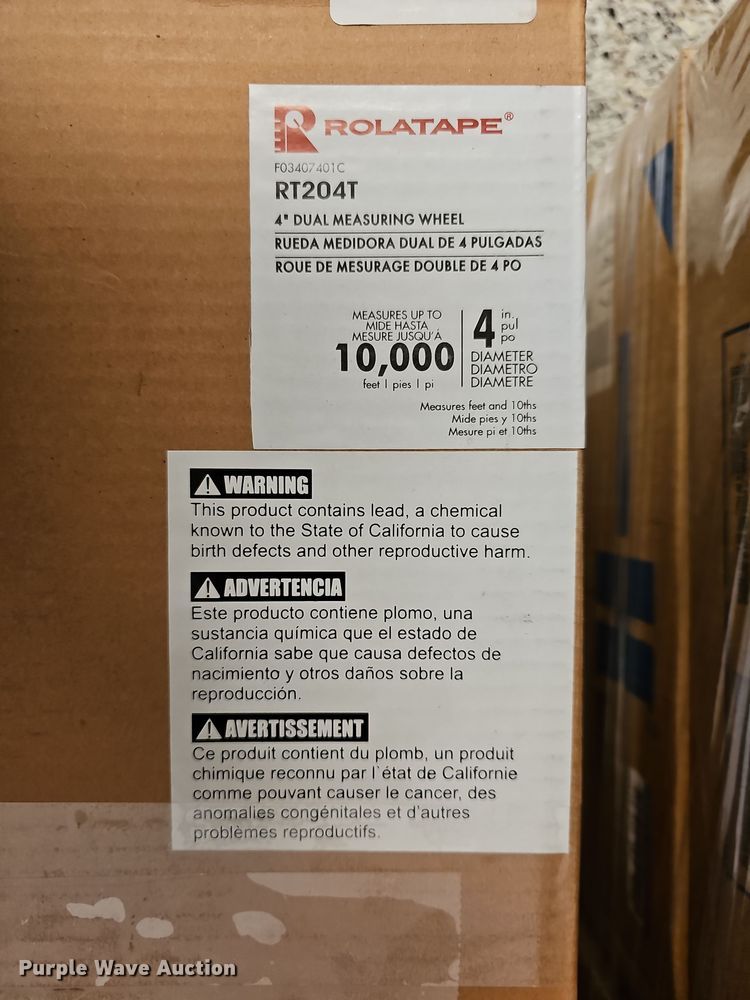 ROLATAPE®
F03407401C
RT204T
4" DUAL MEASURING WHEEL
RUEDA MEDIDORA DUAL DE 4 PULGADAS
ROUE DE MESURAGE DOUBLE DE 4 PO
MEASURES UP TO
MIDE HASTA
MESURE JUSQU'Á
10,000
feet | pies | pi
4 in.
pul
po
DIAMETER
DIAMETRO
DIAMETRE
Measures feet and 10ths
Mide pies y 10ths
Mesure pi et 10ths
WARNING
This product contains lead, a chemical
known to the State of California to cause
birth defects and other reproductive harm.
ADVERTENCIA
Este producto contiene plomo, una
sustancia química que el estado de
California sabe que causa defectos de
nacimiento y otros daños sobre la
reproducción.
AVERTISSEMENT
Ce produit contient du plomb, un produit
chimique reconnu par l`état de Californie
comme pouvant causer le cancer, des
anomalies congénitales et d'autres
problèmes reproductifs.
Purple Wave Auction